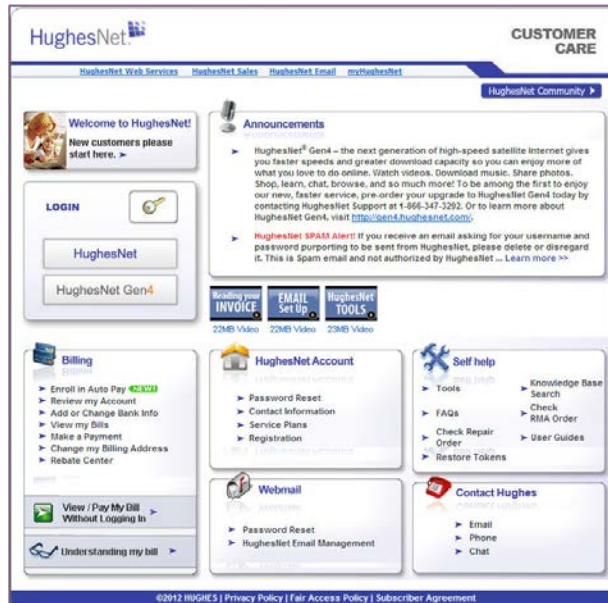 HughesNet.
CUSTOMER
CARE
HughesNet Web Services HughesNet Sales HughesNet Email myHughesNet
HughesNet Community
Welcome to HughesNet!
New customers please
start here.
LOGIN
HughesNet
HughesNet Gen4
Announcements
HughesNet® Gen4 – the next generation of high-speed satellite Internet gives
you faster speeds and greater download capacity so you can enjoy more of
what you love to do online. Watch videos. Download music. Share photos.
Shop, learn, chat, browse, and so much more! To be among the first to enjoy
our new, faster service, pre-order your upgrade to HughesNet Gen4 today by
contacting HughesNet Support at 1-866-347-3292. Or to learn more about
HughesNet Gen4, visit http://gen4.hughesnet.com/.
HughesNet SPAM Alert! If you receive an email asking for your username and
password purporting to be sent from HughesNet, please delete or disregard
it. This is Spam email and not authorized by HughesNet ... Learn more >>
Reading your
INVOICE
22MB Video
EMAIL
Set Up
22MB Video
HughesNet
TOOLS
23MB Video
Billing
Enroll in Auto Pay NEW!
Review my Account
Add or Change Bank Info
View my Bills
Make a Payment
Change my Billing Address
Rebate Center
View / Pay My Bill
Without Logging In
Understanding my bill
HughesNet Account
Password Reset
Contact Information
Service Plans
Registration
Webmail
Password Reset
HughesNet Email Management
Self help
Tools
FAQs
Check Repair
Order
Restore Tokens
Knowledge Base
Search
Check
RMA Order
User Guides
Contact Hughes
Email
Phone
Chat
©2012 HUGHES | Privacy Policy | Fair Access Policy | Subscriber Agreement